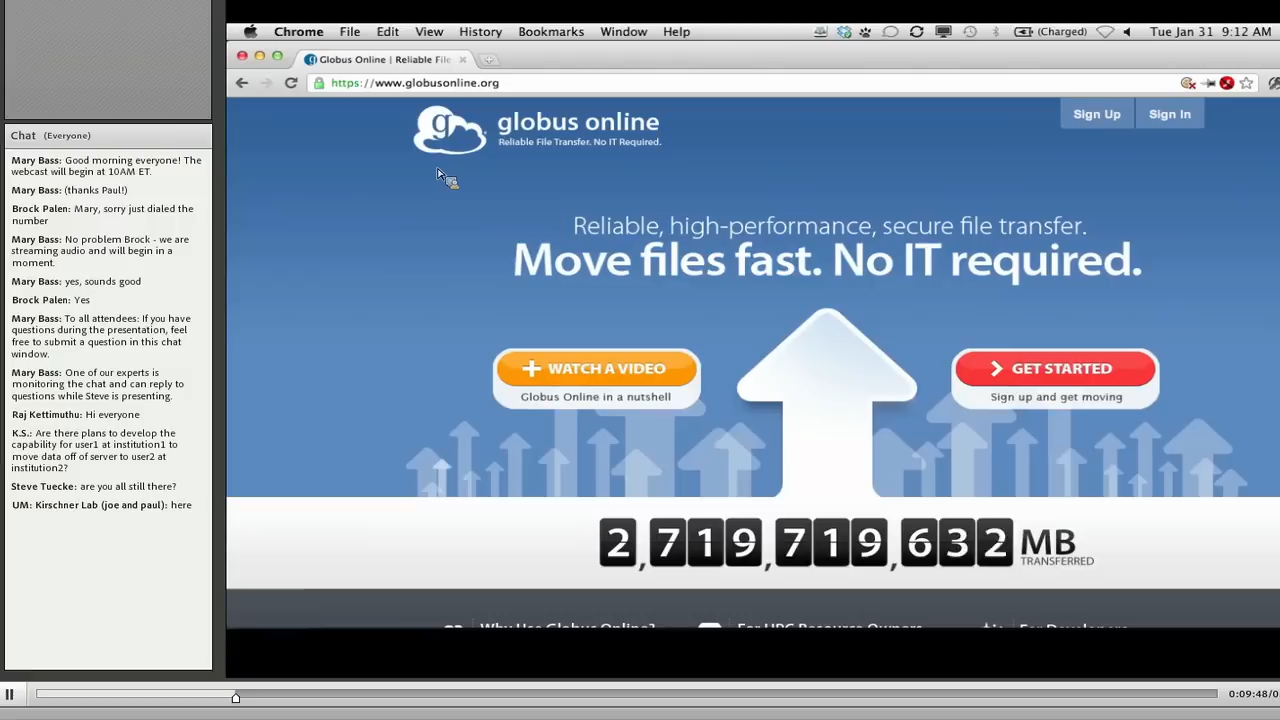 Chrome File Edit View History Bookmarks Window Help (Charged) Tue Jan 31 9:12 AM
Globus Online | Reliable File
https://www.globusonline.org
globus online
Reliable File Transfer. No IT Required.
Sign Up Sign In
Reliable, high-performance, secure file transfer.
Move files fast. No IT required.
WATCH A VIDEO
Globus Online in a nutshell
GET STARTED
Sign up and get moving
2,719,719,632 MB
TRANSFERRED
Why Use Globus Online? For HPC Resource Owners For Developers
Chat (Everyone)
Mary Bass: Good morning everyone! The
webcast will begin at 10AM ET.
Mary Bass: (thanks Paul!)
Brock Palen: Mary, sorry just dialed the
number
Mary Bass: No problem Brock - we are
streaming audio and will begin in a
moment.
Mary Bass: yes, sounds good
Brock Palen: Yes
Mary Bass: To all attendees: If you have
questions during the presentation, feel
free to submit a question in this chat
window.
Mary Bass: One of our experts is
monitoring the chat and can reply to
questions while Steve is presenting.
Raj Kettimuthu: Hi everyone
K.S.: Are there plans to develop the
capability for user1 at institution1 to
move data off of server to user2 at
institution2?
Steve Tuecke: are you all still there?
UM: Kirschner Lab (joe and paul): here
0:09:48/0